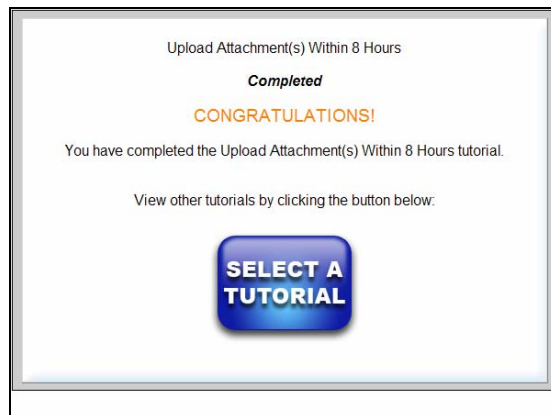 Upload Attachment(s) Within 8 Hours
Completed
CONGRATULATIONS!
You have completed the Upload Attachment(s) Within 8 Hours tutorial.
View other tutorials by clicking the button below:
SELECT A
TUTORIAL